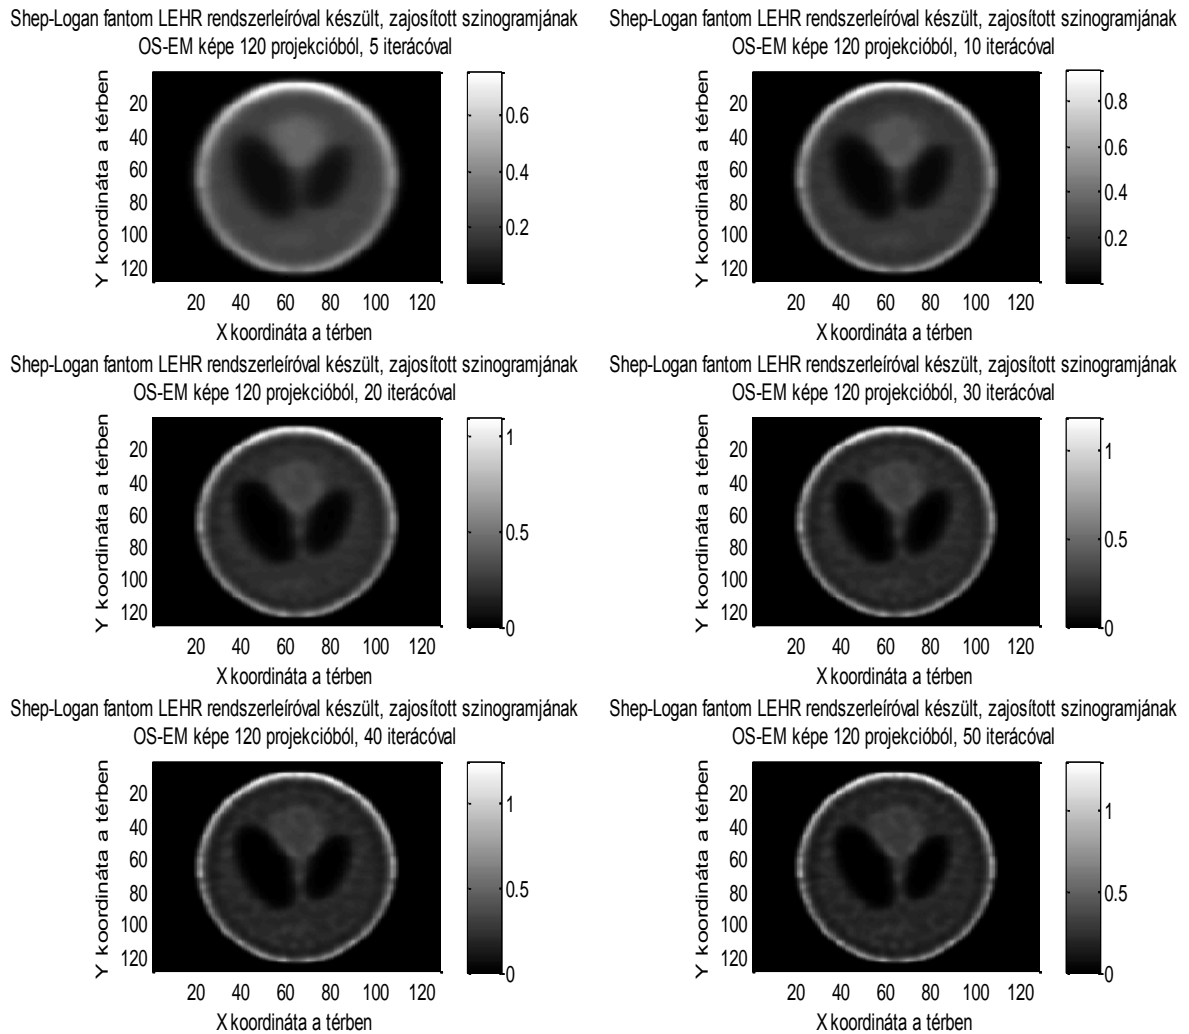 Shep-Logan fantom LEHR rendszerleíróval készült, zajosított szinogramjának
OS-EM képe 120 projekcióból, 5 iterácóval
20
40
60
80
100
120
Y koordináta a térben
20 40 60 80 100 120
X koordináta a térben
0.6
0.4
0.2
Shep-Logan fantom LEHR rendszerleíróval készült, zajosított szinogramjának
OS-EM képe 120 projekcióból, 10 iterácóval
20
40
60
80
100
120
Y koordináta a térben
20 40 60 80 100 120
X koordináta a térben
0.8
0.6
0.4
0.2
Shep-Logan fantom LEHR rendszerleíróval készült, zajosított szinogramjának
OS-EM képe 120 projekcióból, 20 iterácóval
20
40
60
80
100
120
Y koordináta a térben
20 40 60 80 100 120
X koordináta a térben
1
0.5
0
Shep-Logan fantom LEHR rendszerleíróval készült, zajosított szinogramjának
OS-EM képe 120 projekcióból, 30 iterácóval
20
40
60
80
100
120
Y koordináta a térben
20 40 60 80 100 120
X koordináta a térben
1
0.5
0
Shep-Logan fantom LEHR rendszerleíróval készült, zajosított szinogramjának
OS-EM képe 120 projekcióból, 40 iterácóval
20
40
60
80
100
120
Y koordináta a térben
20 40 60 80 100 120
X koordináta a térben
1
0.5
0
Shep-Logan fantom LEHR rendszerleíróval készült, zajosított szinogramjának
OS-EM képe 120 projekcióból, 50 iterácóval
20
40
60
80
100
120
Y koordináta a térben
20 40 60 80 100 120
X koordináta a térben
1
0.5
0